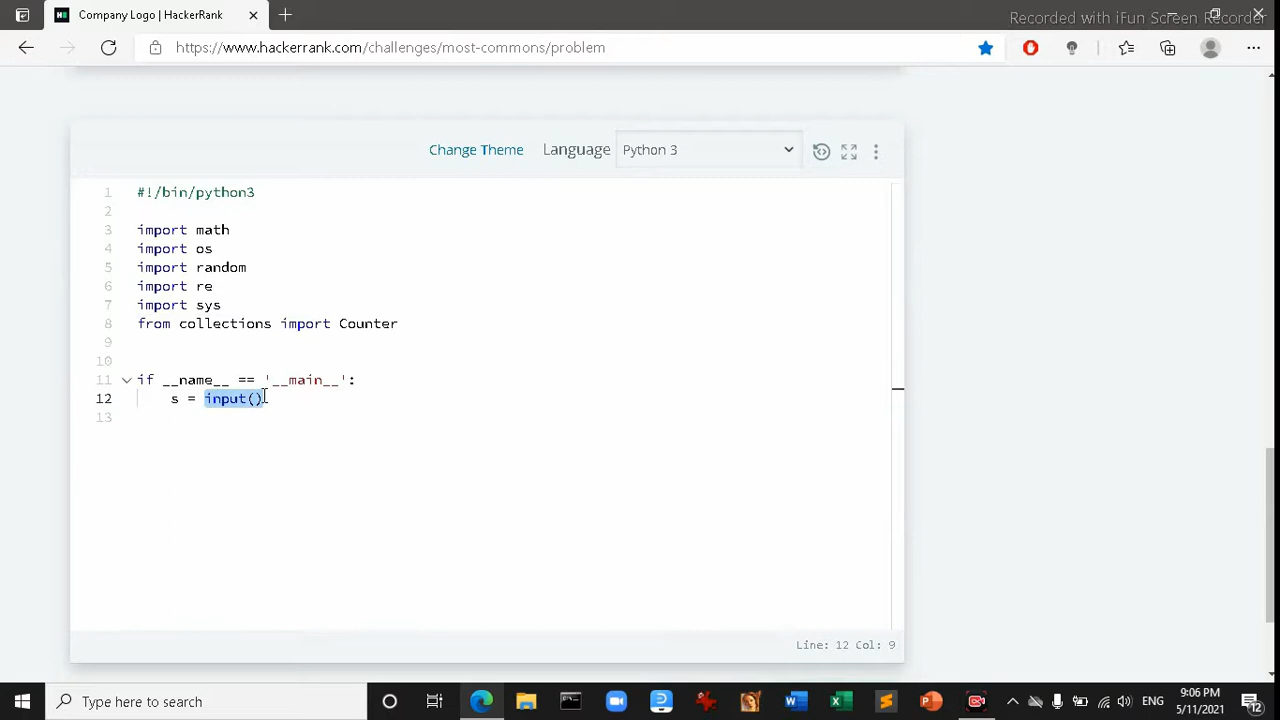 Company Logo | HackerRank
Recorded with iFun Screen Recorder
https://www.hackerrank.com/challenges/most-commons/problem
Change Theme Language Python 3
1 #!/bin/python3
2
3 import math
4 import os
5 import random
6 import re
7 import sys
8 from collections import Counter
9
10
11 if __name__ == '__main__':
12 s = input()
13
Line: 12 Col: 9
Type here to search
ENG
9:06 PM
5/11/2021
12